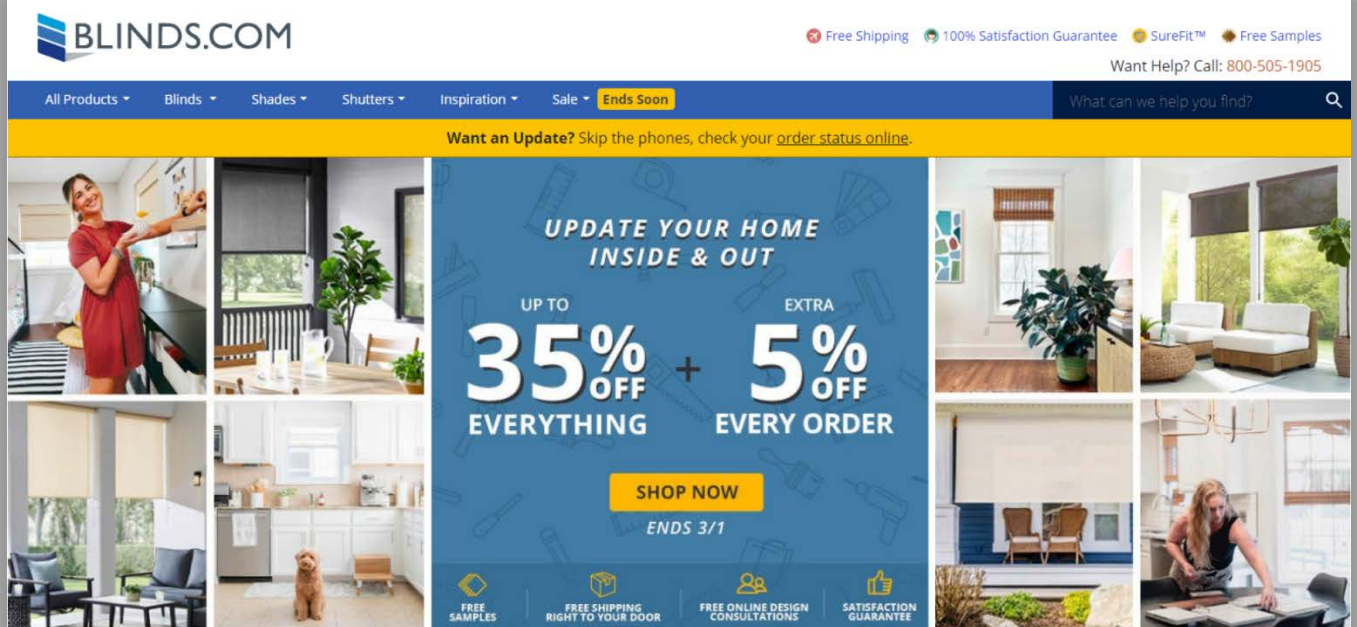 BLINDS.COM
Free Shipping 100% Satisfaction Guarantee SureFit™ Free Samples
Want Help? Call: 800-505-1905
All Products Blinds Shades Shutters Inspiration Sale Ends Soon What can we help you find?
Want an Update? Skip the phones, check your order status online.
UPDATE YOUR HOME
INSIDE & OUT
UP TO
35% OFF
EVERYTHING
+
EXTRA
5% OFF
EVERY ORDER
SHOP NOW
ENDS 3/1
FREE
SAMPLES
FREE SHIPPING
RIGHT TO YOUR DOOR
FREE ONLINE DESIGN
CONSULTATIONS
SATISFACTION
GUARANTEE